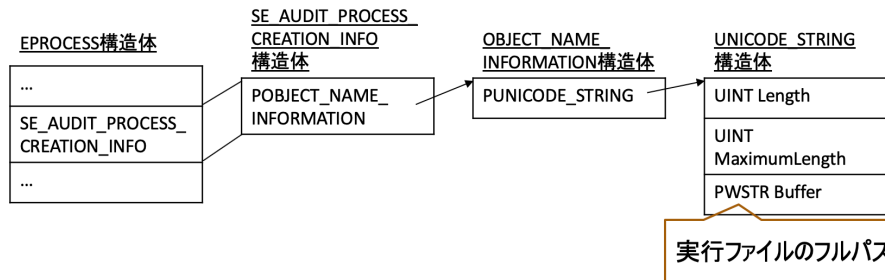 EPROCESS構造体
...
SE_AUDIT_PROCESS_
CREATION_INFO
...
SE_AUDIT_PROCESS_
CREATION_INFO
構造体
POBJECT_NAME_
INFORMATION
OBJECT_NAME_
INFORMATION構造体
PUNICODE_STRING
UNICODE_STRING
構造体
UINT Length
UINT
MaximumLength
PWSTR Buffer
実行ファイルのフルパス